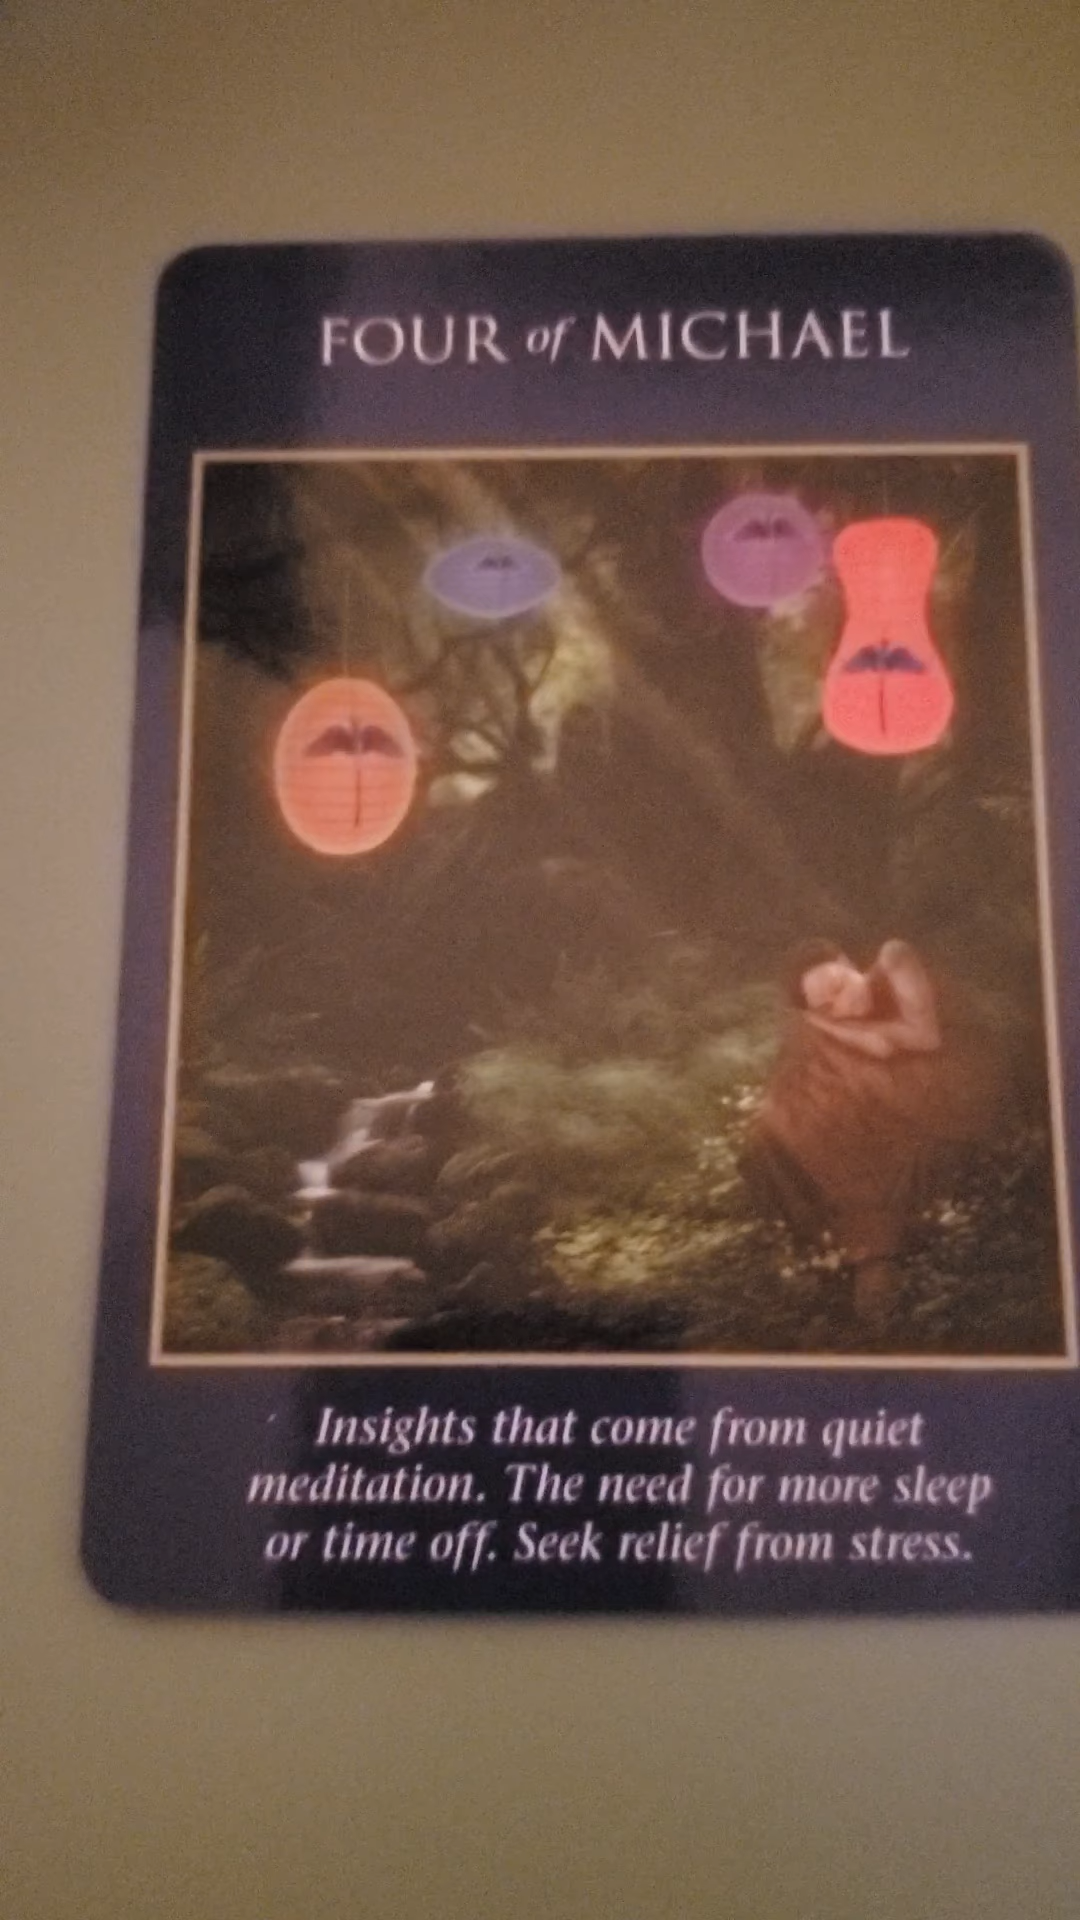 FOUR of MICHAEL
Insights that come from quiet
meditation. The need for more sleep
or time off. Seek relief from stress.